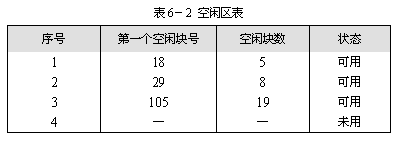 表6-2 空闲区表
序号 第一个空闲块号 空闲块数 状态
1 18 5 可用
2 29 8 可用
3 105 19 可用
4 — — 未用